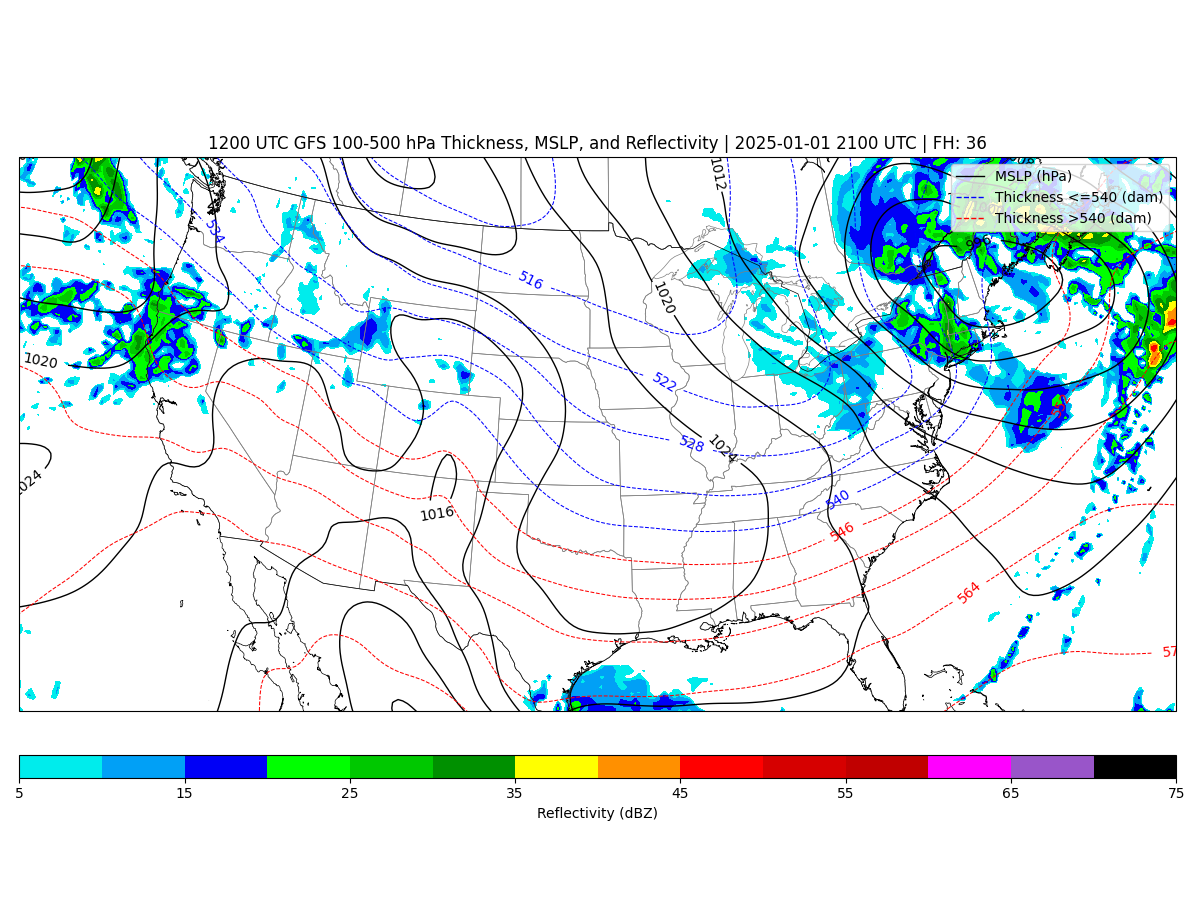 1200 UTC GFS 100-500 hPa Thickness, MSLP, and Reflectivity | 2025-01-01 2100 UTC | FH: 36
MSLP (hPa)
Thickness <=540 (dam)
Thickness >540 (dam)
1012
534
516
1020
1020
522
528
1024
1024
540
1016
546
564
5 15 25 35 45 55 65 75
Reflectivity (dBZ)